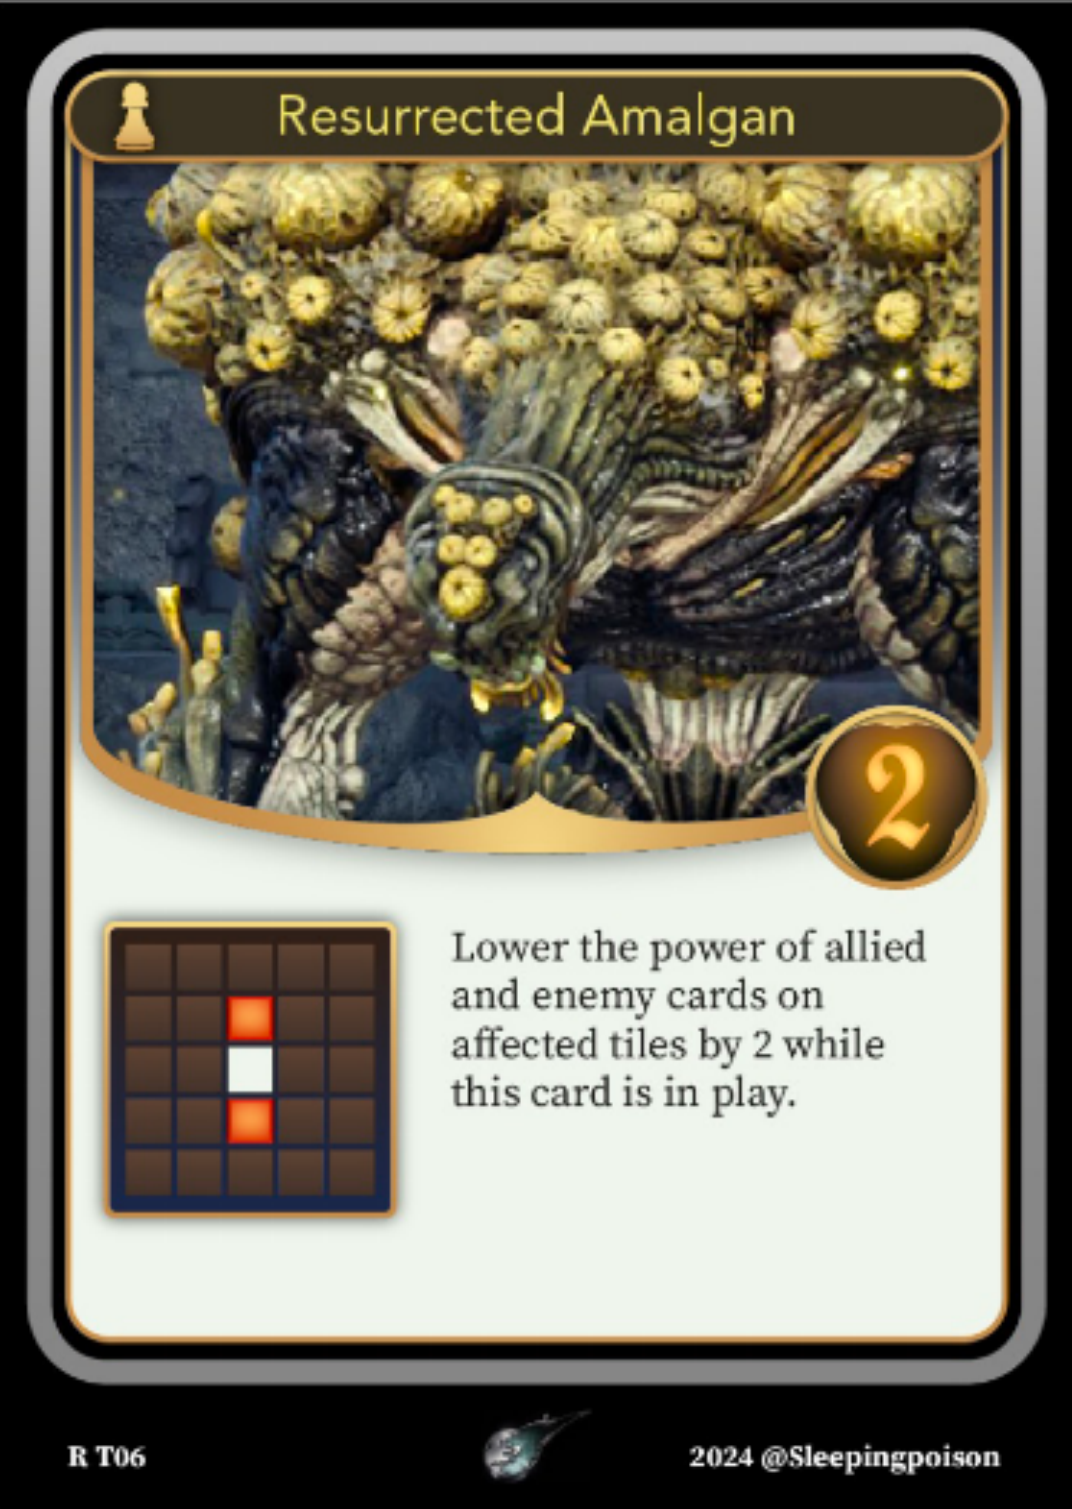 Resurrected Amalgan
2
Lower the power of allied
and enemy cards on
affected tiles by 2 while
this card is in play.
R T06
2024 @Sleepingpoison